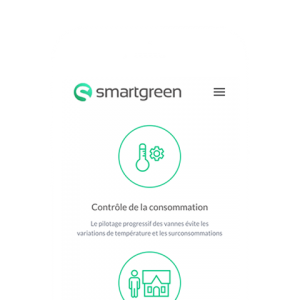 smartgreen
Contrôle de la consommation
Le pilotage progressif des vannes évite les
variations de température et les surconsommations